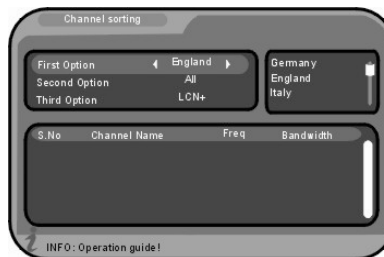 Channel sorting
First Option England
Second Option All
Third Option LCN+
Germany
England
Italy
S.No Channel Name Freq Bandwidth
i INFO: Operation guide!